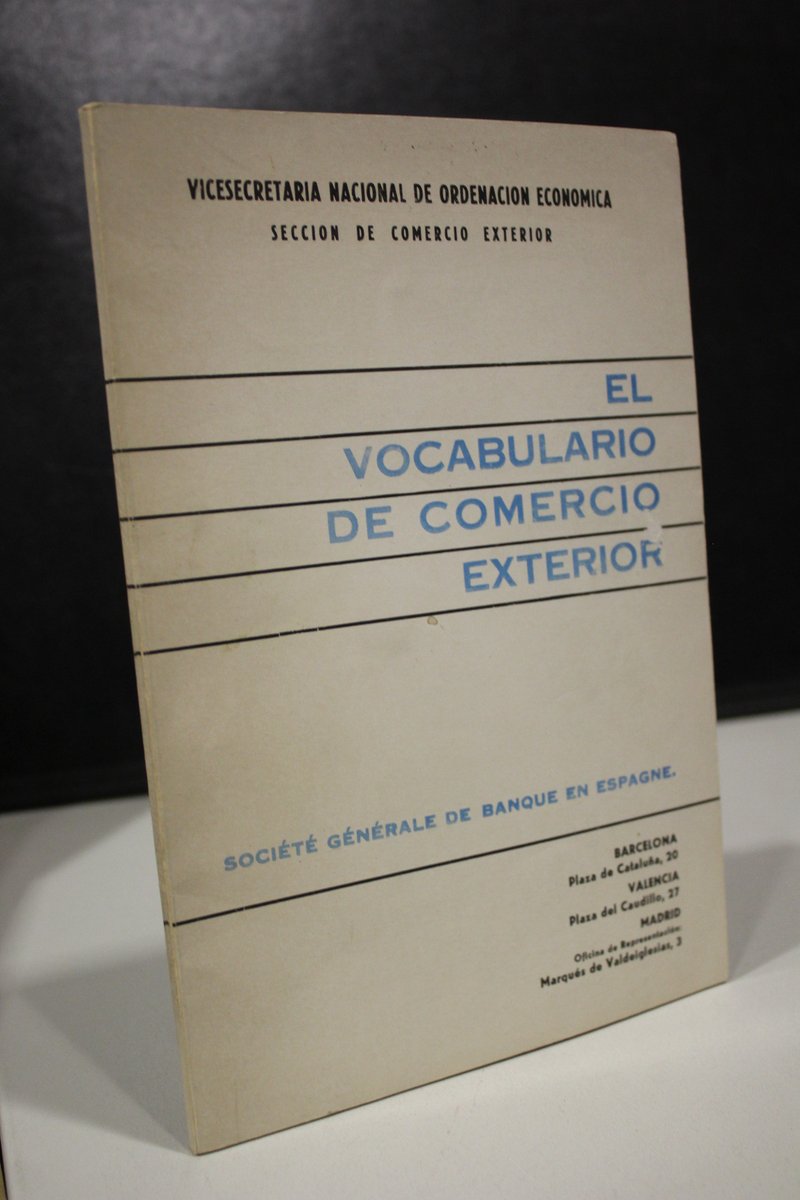 VICESECRETARIA NACIONAL DE ORDENACION ECONOMICA
SECCION DE COMERCIO EXTERIOR
EL
VOCABULARIO
DE COMERCIO
EXTERIOR
SOCIÉTÉ GÉNÉRALE DE BANQUE EN ESPAGNE.
BARCELONA
Plaza de Cataluña, 20
VALENCIA
Plaza del Caudillo, 27
MADRID
Oficina de Representación:
Marqués de Valdeiglesias, 3